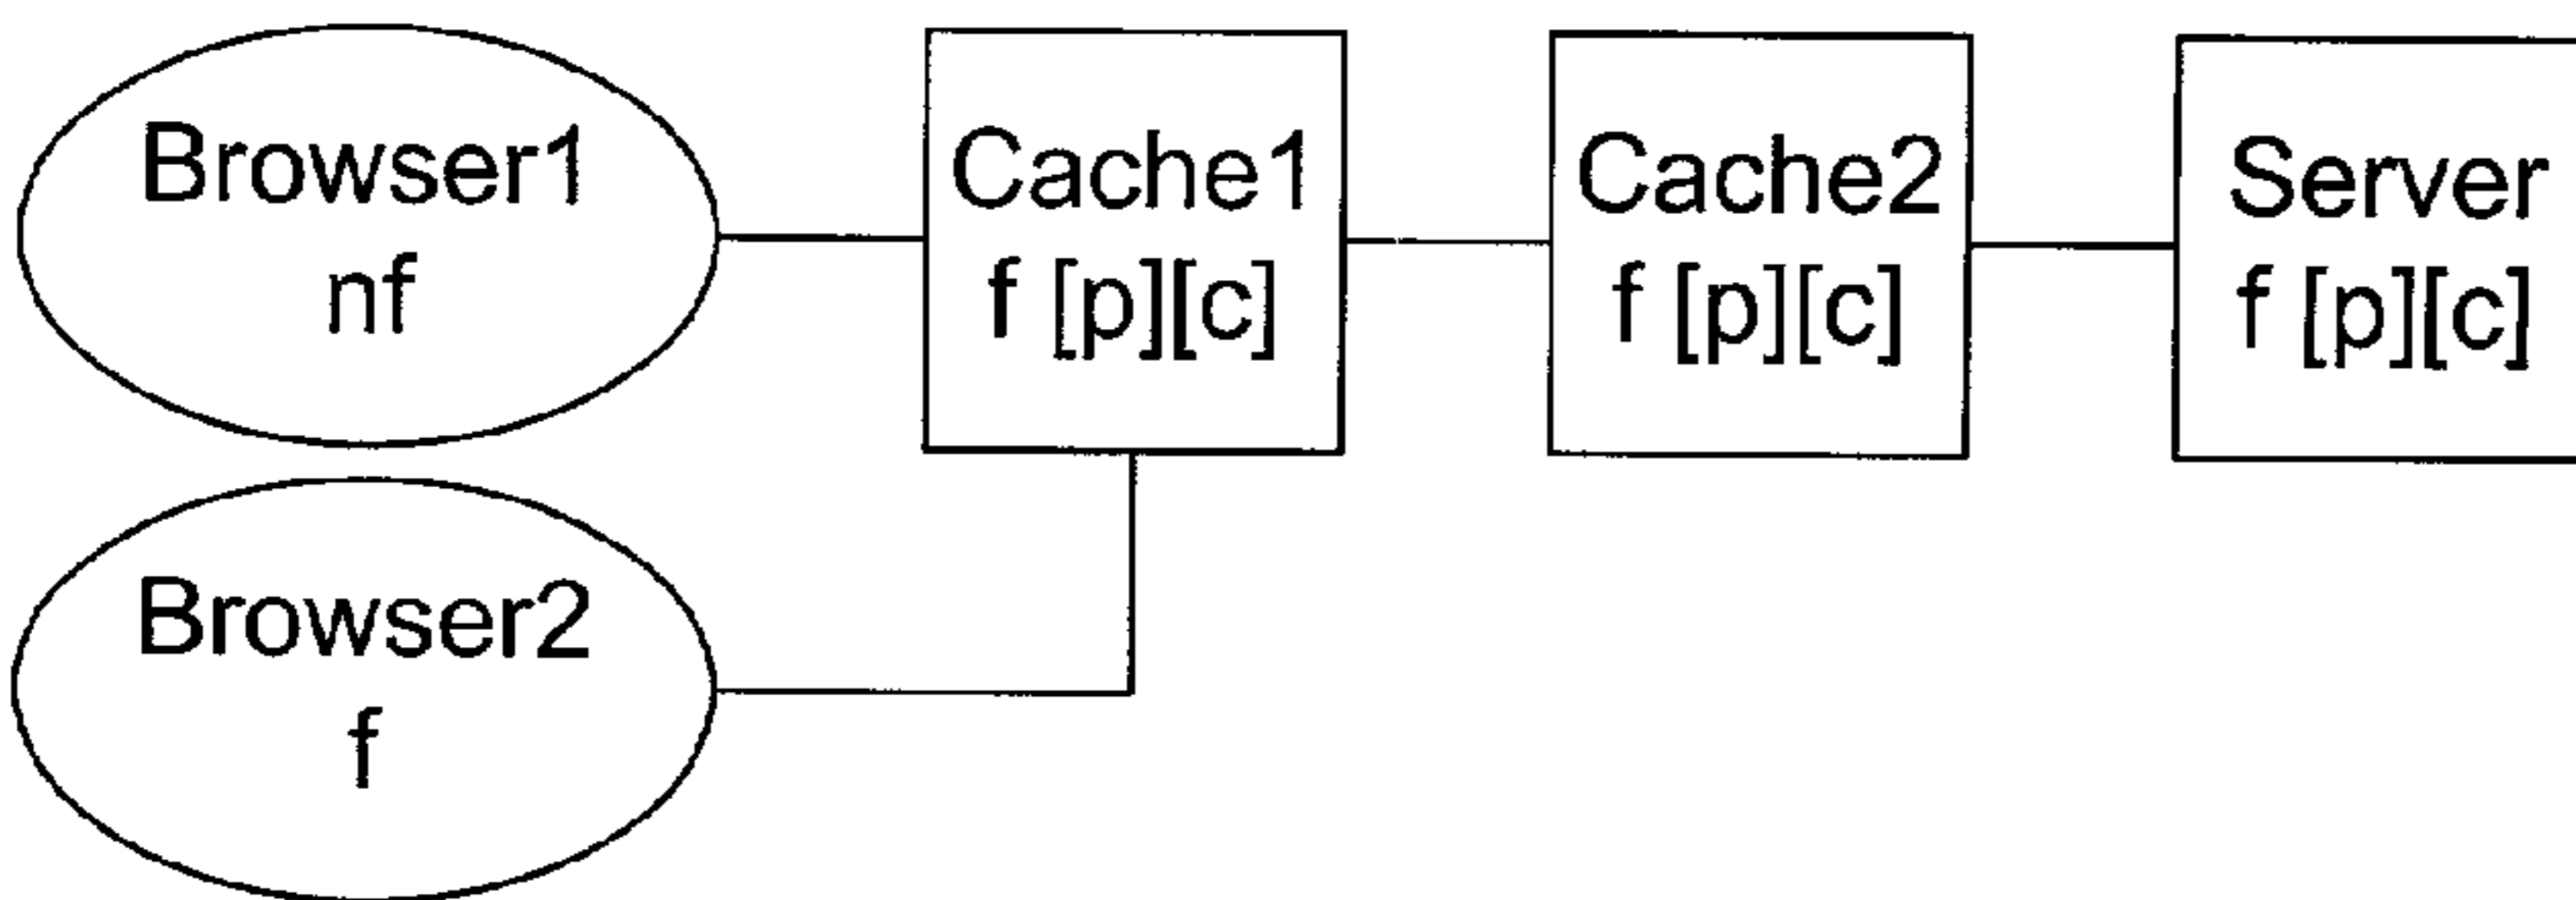 Browser1
nf
Cache1
f [p][c]
Cache2
f [p][c]
Server
f [p][c]
Browser2
f